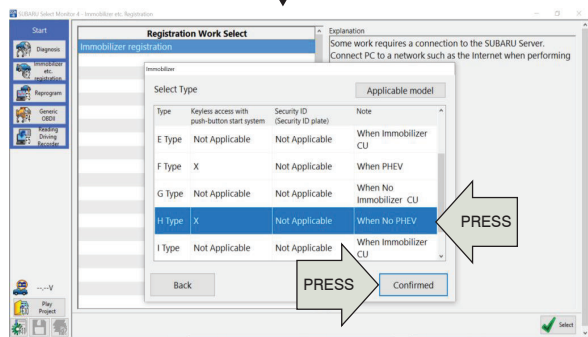 SUBARU Select Monitor 4 - Immobilizer etc. Registration
Start
Diagnosis
Immobilizer
etc.
registration
Reprogram
Generic
OBDII
Reading
Driving
Recorder
--.--V
Play
Project
Registration Work Select
Immobilizer registration
Explanation
Some work requires a connection to the SUBARU Server.
Connect PC to a network such as the Internet when performing
Immobilizer
Select Type
Applicable model
Type Keyless access with push-button start system Security ID (Security ID plate) Note
E Type Not Applicable Not Applicable When Immobilizer CU
F Type X Not Applicable When PHEV
G Type Not Applicable Not Applicable When No Immobilizer CU
H Type X Not Applicable When No PHEV
I Type Not Applicable Not Applicable When Immobilizer CU
PRESS
Back
PRESS
Confirmed
Select